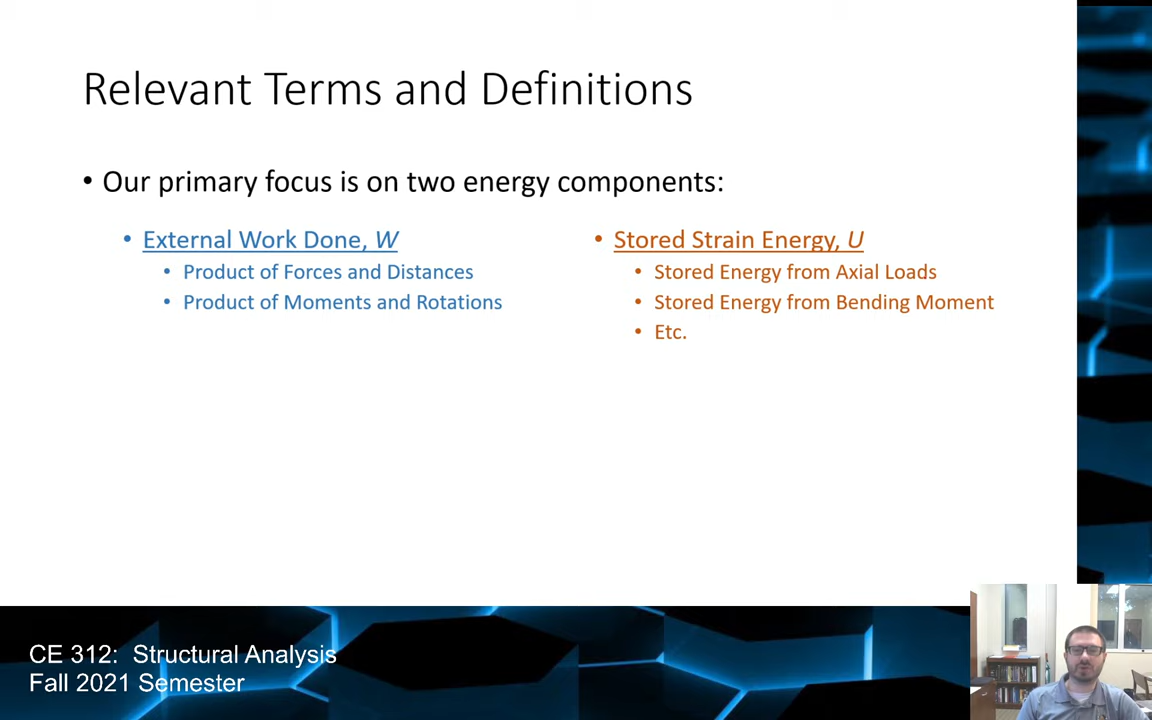 Relevant Terms and Definitions
• Our primary focus is on two energy components:
• External Work Done, W
• Product of Forces and Distances
• Product of Moments and Rotations
• Stored Strain Energy, U
• Stored Energy from Axial Loads
• Stored Energy from Bending Moment
• Etc.
CE 312: Structural Analysis
Fall 2021 Semester